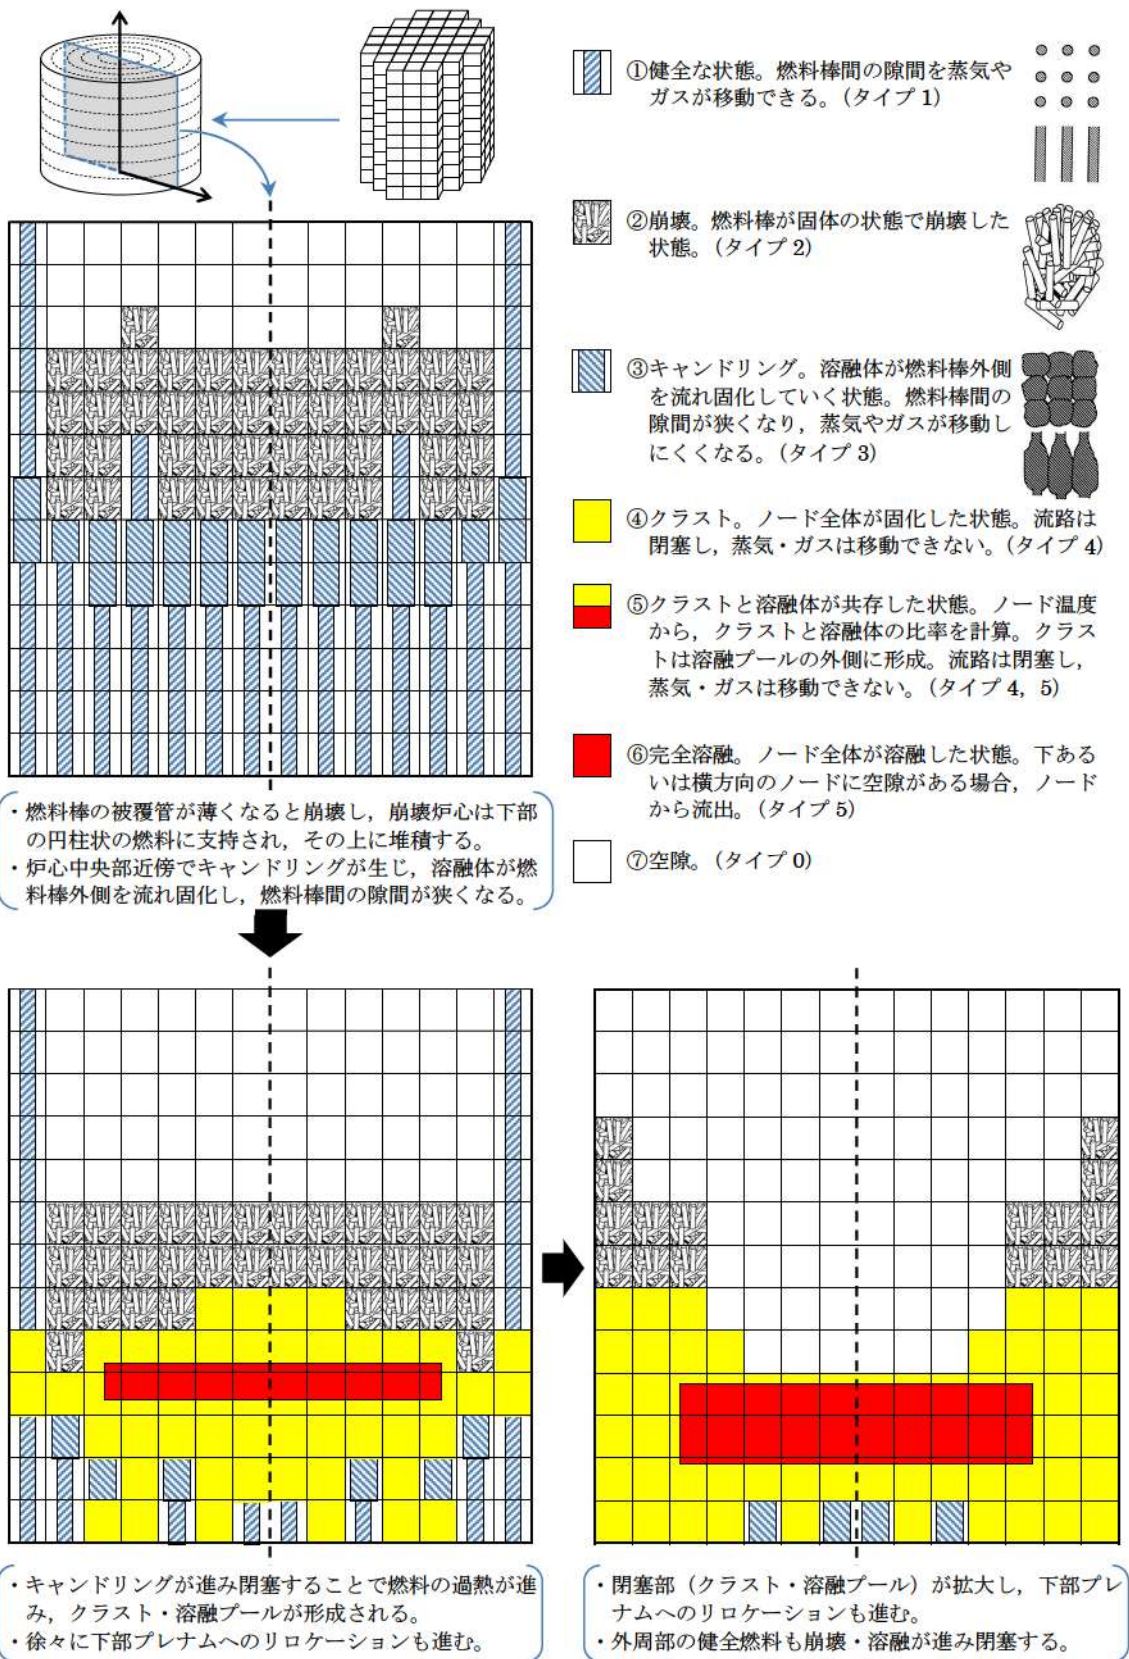 ①健全な状態。燃料棒間の隙間を蒸気や
ガスが移動できる。（タイプ 1）
②崩壊。燃料棒が固体の状態で崩壊した
状態。（タイプ 2）
③キャンドリング。溶融体が燃料棒外側
を流れ固化していく状態。燃料棒間の
隙間が狭くなり，蒸気やガスが移動し
にくくなる。（タイプ 3）
④クラスト。ノード全体が固化した状態。流路は
閉塞し，蒸気・ガスは移動できない。（タイプ 4）
⑤クラストと溶融体が共存した状態。ノード温度
から，クラストと溶融体の比率を計算。クラス
トは溶融プールの外側に形成。流路は閉塞し，
蒸気・ガスは移動できない。（タイプ 4，5）
⑥完全溶融。ノード全体が溶融した状態。下ある
いは横方向のノードに空隙がある場合，ノード
から流出。（タイプ 5）
⑦空隙。（タイプ 0）
・燃料棒の被覆管が薄くなると崩壊し，崩壊炉心は下部
の円柱状の燃料に支持され，その上に堆積する。
・炉心中央部近傍でキャンドリングが生じ，溶融体が燃
料棒外側を流れ固化し，燃料棒間の隙間が狭くなる。
・キャンドリングが進み閉塞することで燃料の過熱が進
み，クラスト・溶融プールが形成される。
・徐々に下部プレナムへのリロケーションも進む。
・閉塞部（クラスト・溶融プール）が拡大し，下部プレ
ナムへのリロケーションも進む。
・外周部の健全燃料も崩壊・溶融が進み閉塞する。